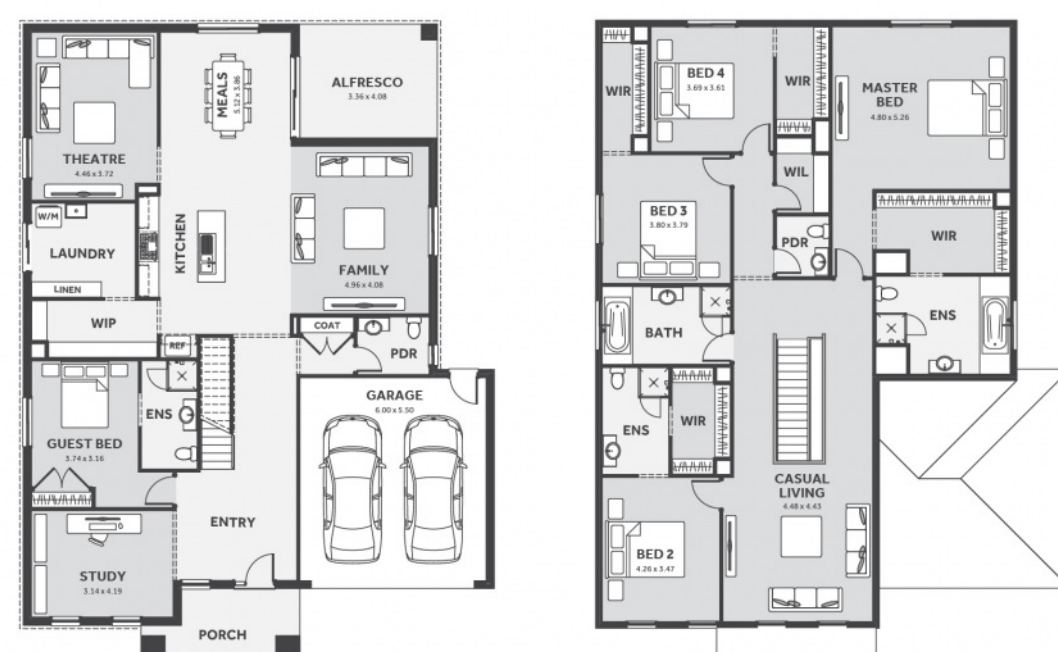 THEATRE
4.46 x 3.72
MEALS
5.12 x 3.86
ALFRESCO
3.36 x 4.08
W/M
LAUNDRY
LINEN
KITCHEN
FAMILY
4.96 x 4.08
WIP
REF
COAT
PDR
GUEST BED
3.74 x 3.16
ENS
GARAGE
6.00 x 5.50
ENTRY
STUDY
3.14 x 4.19
PORCH
WIR
BED 4
3.69 x 3.61
WIR
MASTER
BED
4.80 x 5.26
WIL
BED 3
3.80 x 3.79
PDR
WIR
BATH
ENS
ENS
WIR
CASUAL
LIVING
4.48 x 4.43
BED 2
4.26 x 3.47